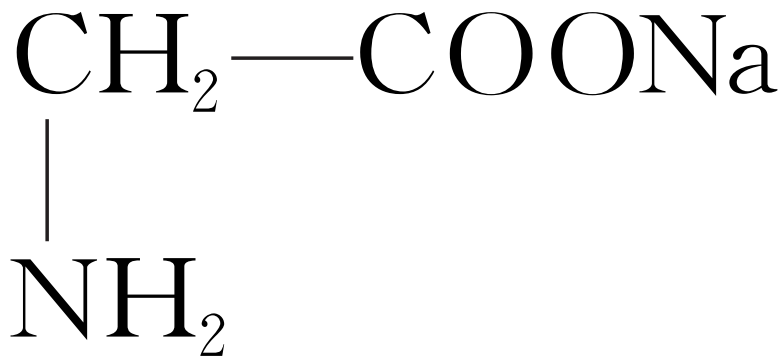 CH₂—COONa
|
NH₂